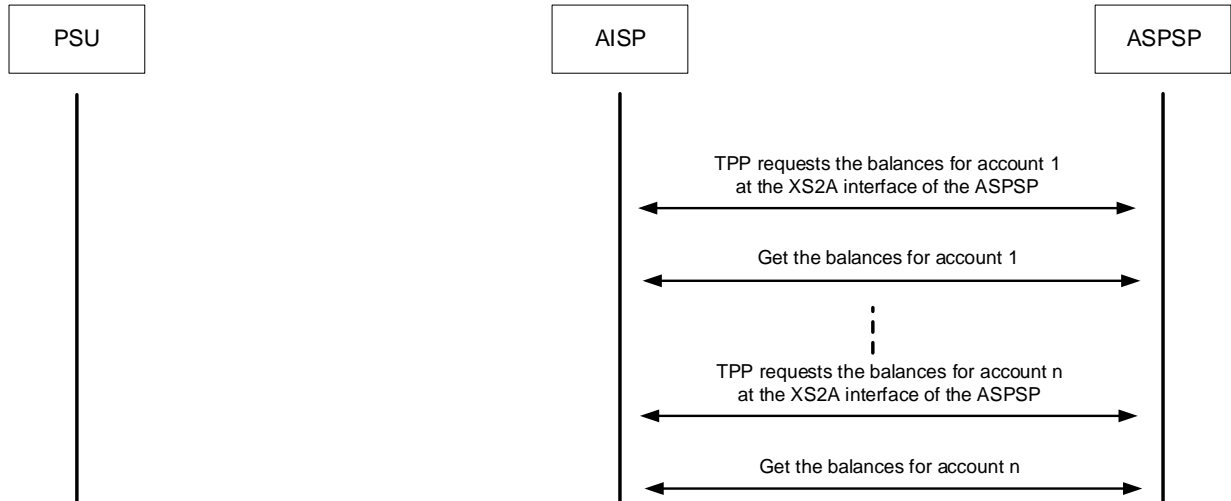 PSU
AISP
ASPSP
TPP requests the balances for account 1
at the XS2A interface of the ASPSP
Get the balances for account 1
TPP requests the balances for account n
at the XS2A interface of the ASPSP
Get the balances for account n